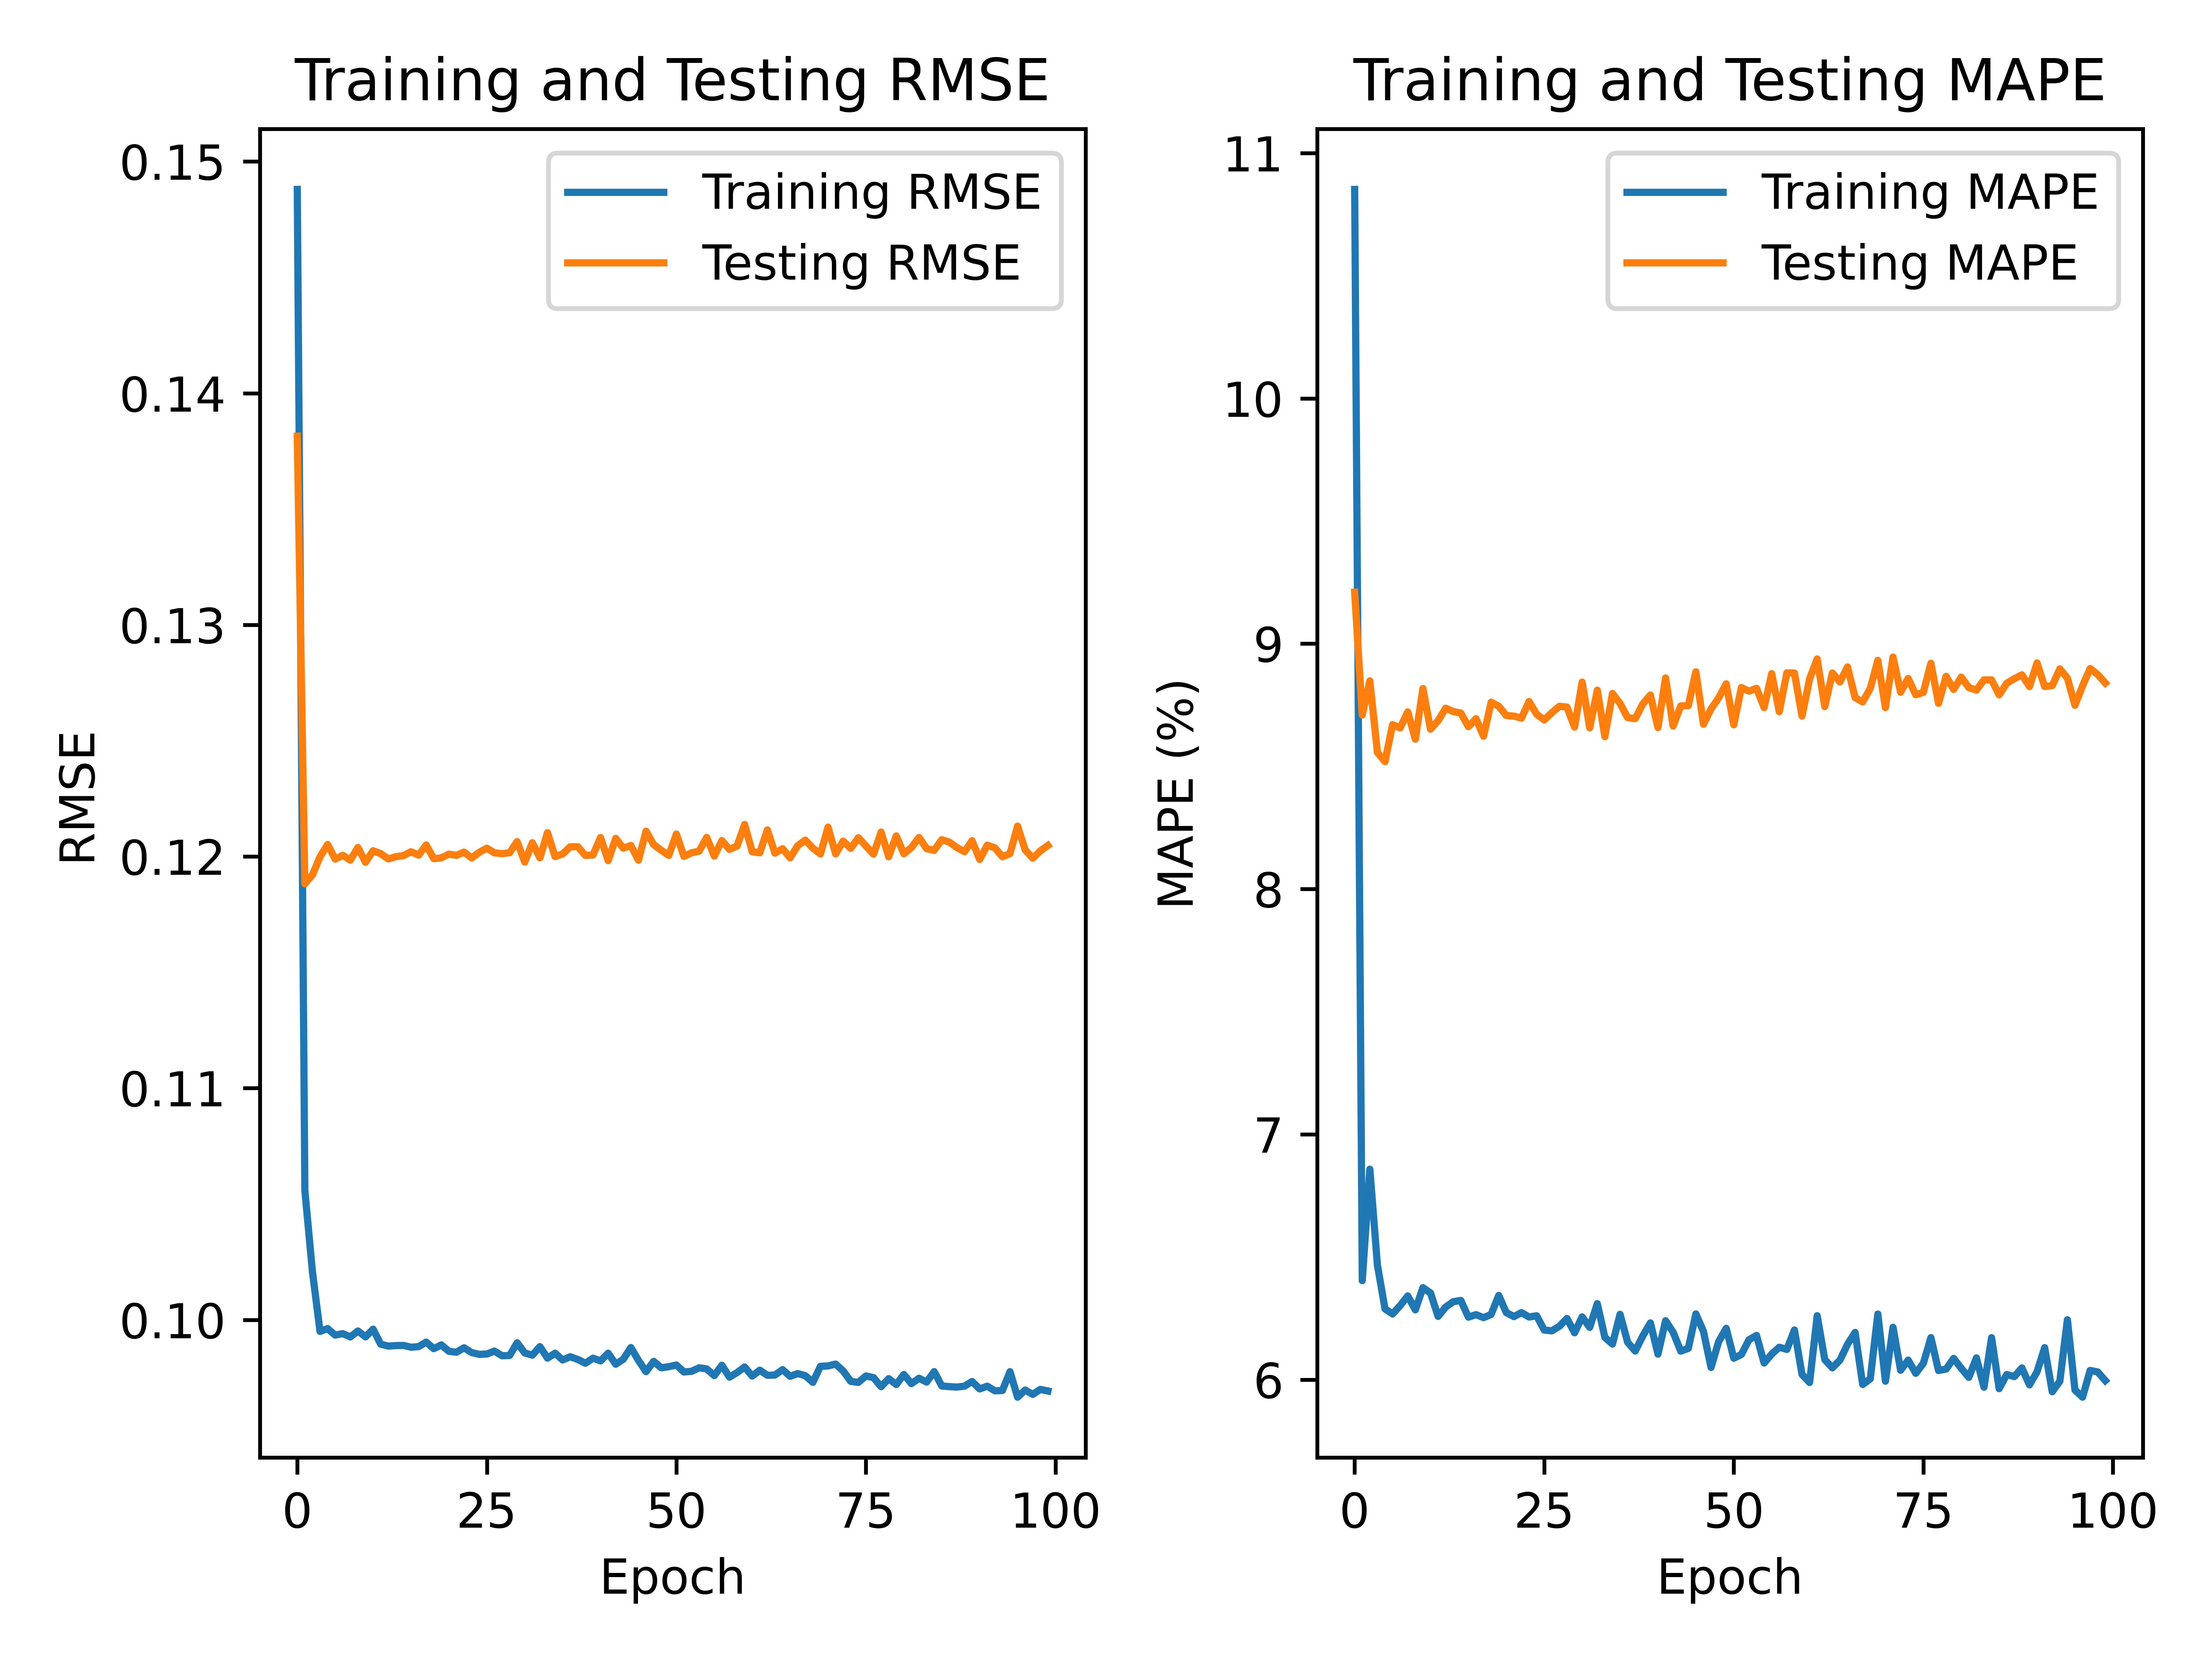 Training and Testing RMSE
Training RMSE
Testing RMSE
0.15
0.14
0.13
0.12
0.11
0.10
RMSE
0 25 50 75 100
Epoch
Training and Testing MAPE
Training MAPE
Testing MAPE
11
10
9
8
7
6
MAPE (%)
0 25 50 75 100
Epoch